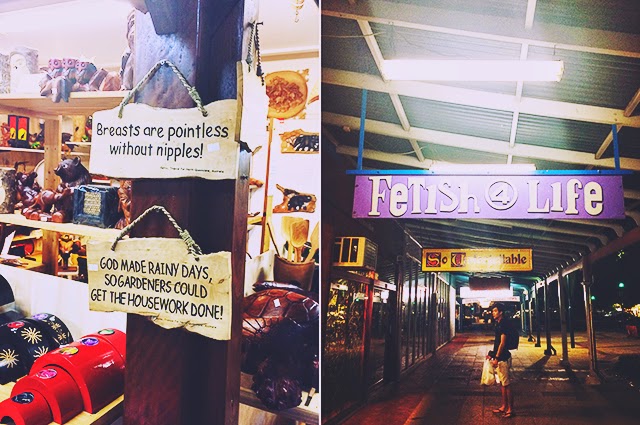 Breasts are pointless
without nipples!
GOD MADE RAINY DAYS,
SO GARDENERS COULD
GET THE HOUSEWORK DONE!
FETISH 4 LIFE
So